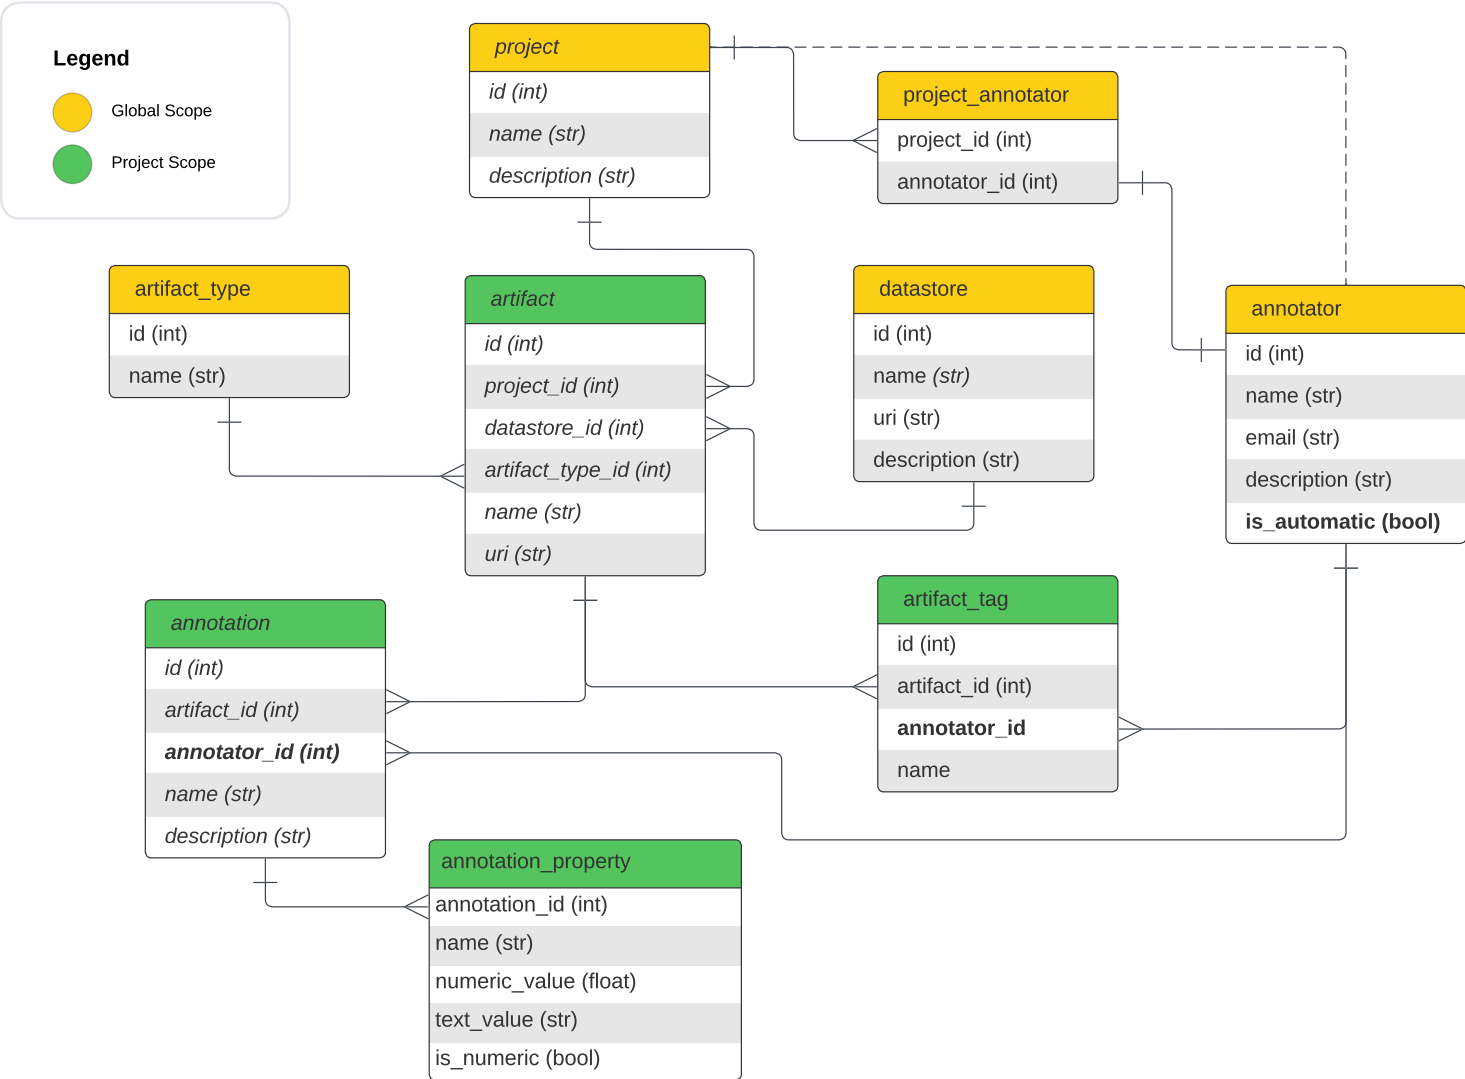 Legend
Global Scope
Project Scope
project
id (int)
name (str)
description (str)
project_annotator
project_id (int)
annotator_id (int)
artifact_type
id (int)
name (str)
artifact
id (int)
project_id (int)
datastore_id (int)
artifact_type_id (int)
name (str)
uri (str)
datastore
id (int)
name (str)
uri (str)
description (str)
annotator
id (int)
name (str)
email (str)
description (str)
is_automatic (bool)
annotation
id (int)
artifact_id (int)
annotator_id (int)
name (str)
description (str)
artifact_tag
id (int)
artifact_id (int)
annotator_id
name
annotation_property
annotation_id (int)
name (str)
numeric_value (float)
text_value (str)
is_numeric (bool)